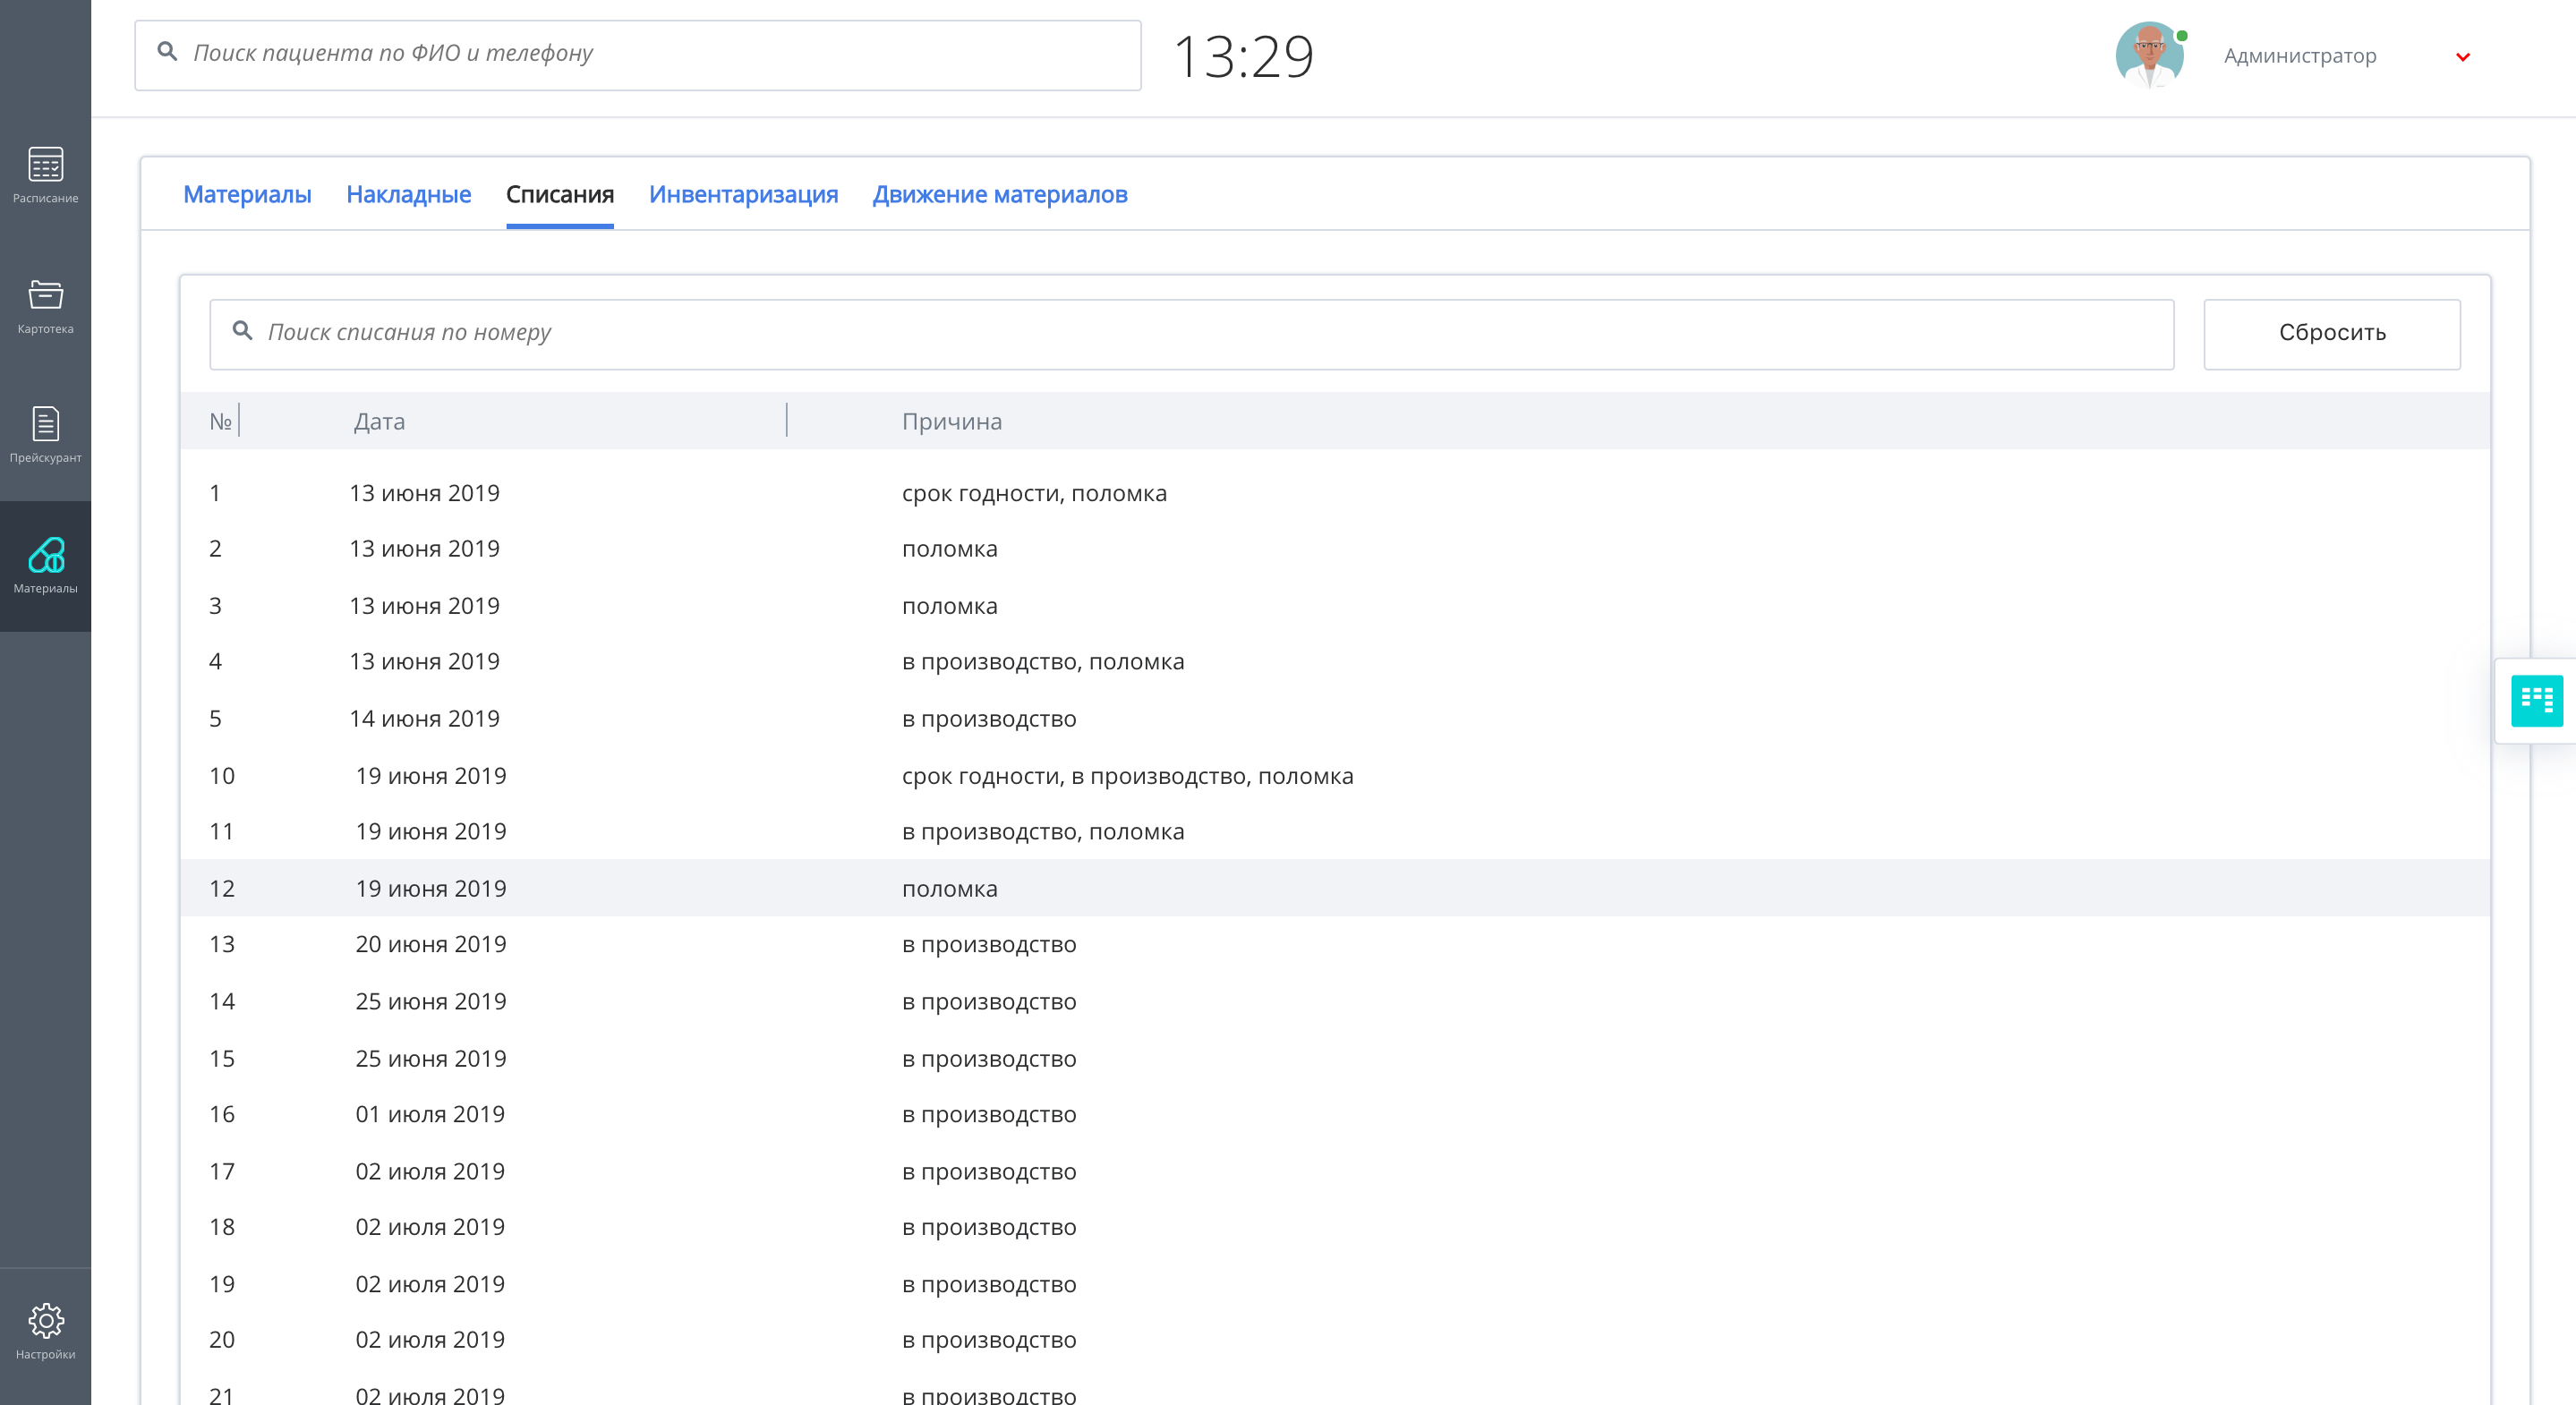 Поиск пациента по ФИО и телефону
13:29
Администратор
Расписание
Картотека
Прейскурант
Материалы
Настройки
Материалы Накладные Списания Инвентаризация Движение материалов
Поиск списания по номеру
Сбросить
№ Дата Причина
1 13 июня 2019 срок годности, поломка
2 13 июня 2019 поломка
3 13 июня 2019 поломка
4 13 июня 2019 в производство, поломка
5 14 июня 2019 в производство
10 19 июня 2019 срок годности, в производство, поломка
11 19 июня 2019 в производство, поломка
12 19 июня 2019 поломка
13 20 июня 2019 в производство
14 25 июня 2019 в производство
15 25 июня 2019 в производство
16 01 июля 2019 в производство
17 02 июля 2019 в производство
18 02 июля 2019 в производство
19 02 июля 2019 в производство
20 02 июля 2019 в производство
21 02 июля 2019 в производство